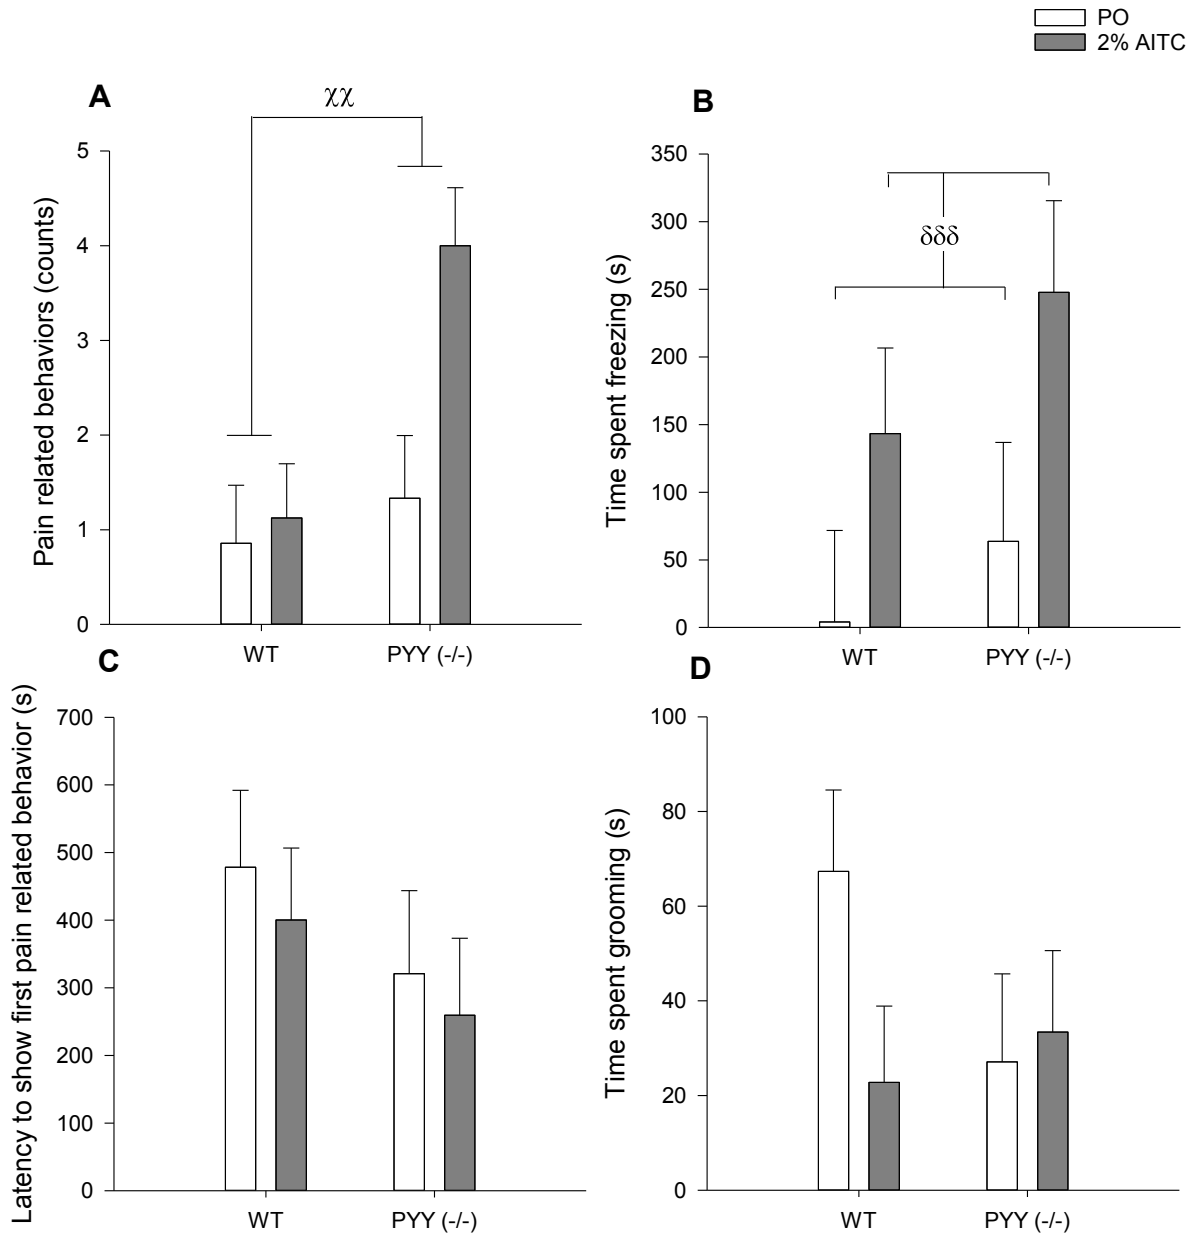 PO
2% AITC
A
χχ
5
4
3
2
1
0
Pain related behaviors (counts)
WT
PYY (-/-)
B
350
300
250
200
150
100
50
0
δδδ
Time spent freezing (s)
WT
PYY (-/-)
C
700
600
500
400
300
200
100
0
Latency to show first pain related behavior (s)
WT
PYY (-/-)
D
100
80
60
40
20
0
Time spent grooming (s)
WT
PYY (-/-)